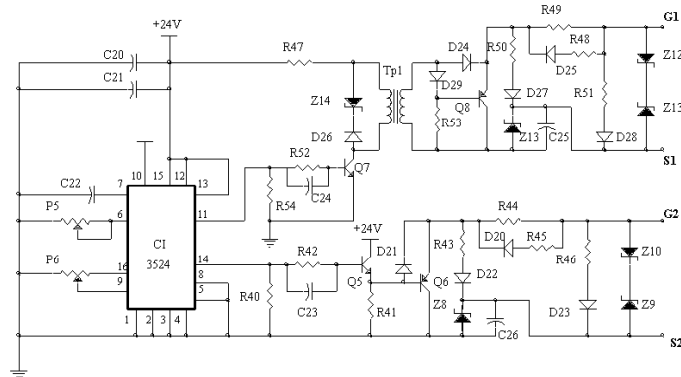 R49
G1
+24V
C20
R47
D24
R50
R48
Z12
Tp1
D25
C21
D29
R51
Z14
D27
Q8
Z13
R53
Z13
C25
D28
D26
R52
S1
10
15
12
Q7
C22
7
13
C24
P5
R54
6
11
+24V
R44
G2
CI
3524
14
R42
D21
R43
D20
R45
R46
Z10
P6
16
8
Q5
Q6
D22
9
5
R40
C23
R41
Z8
D23
Z9
C26
1
2
3
4
S2